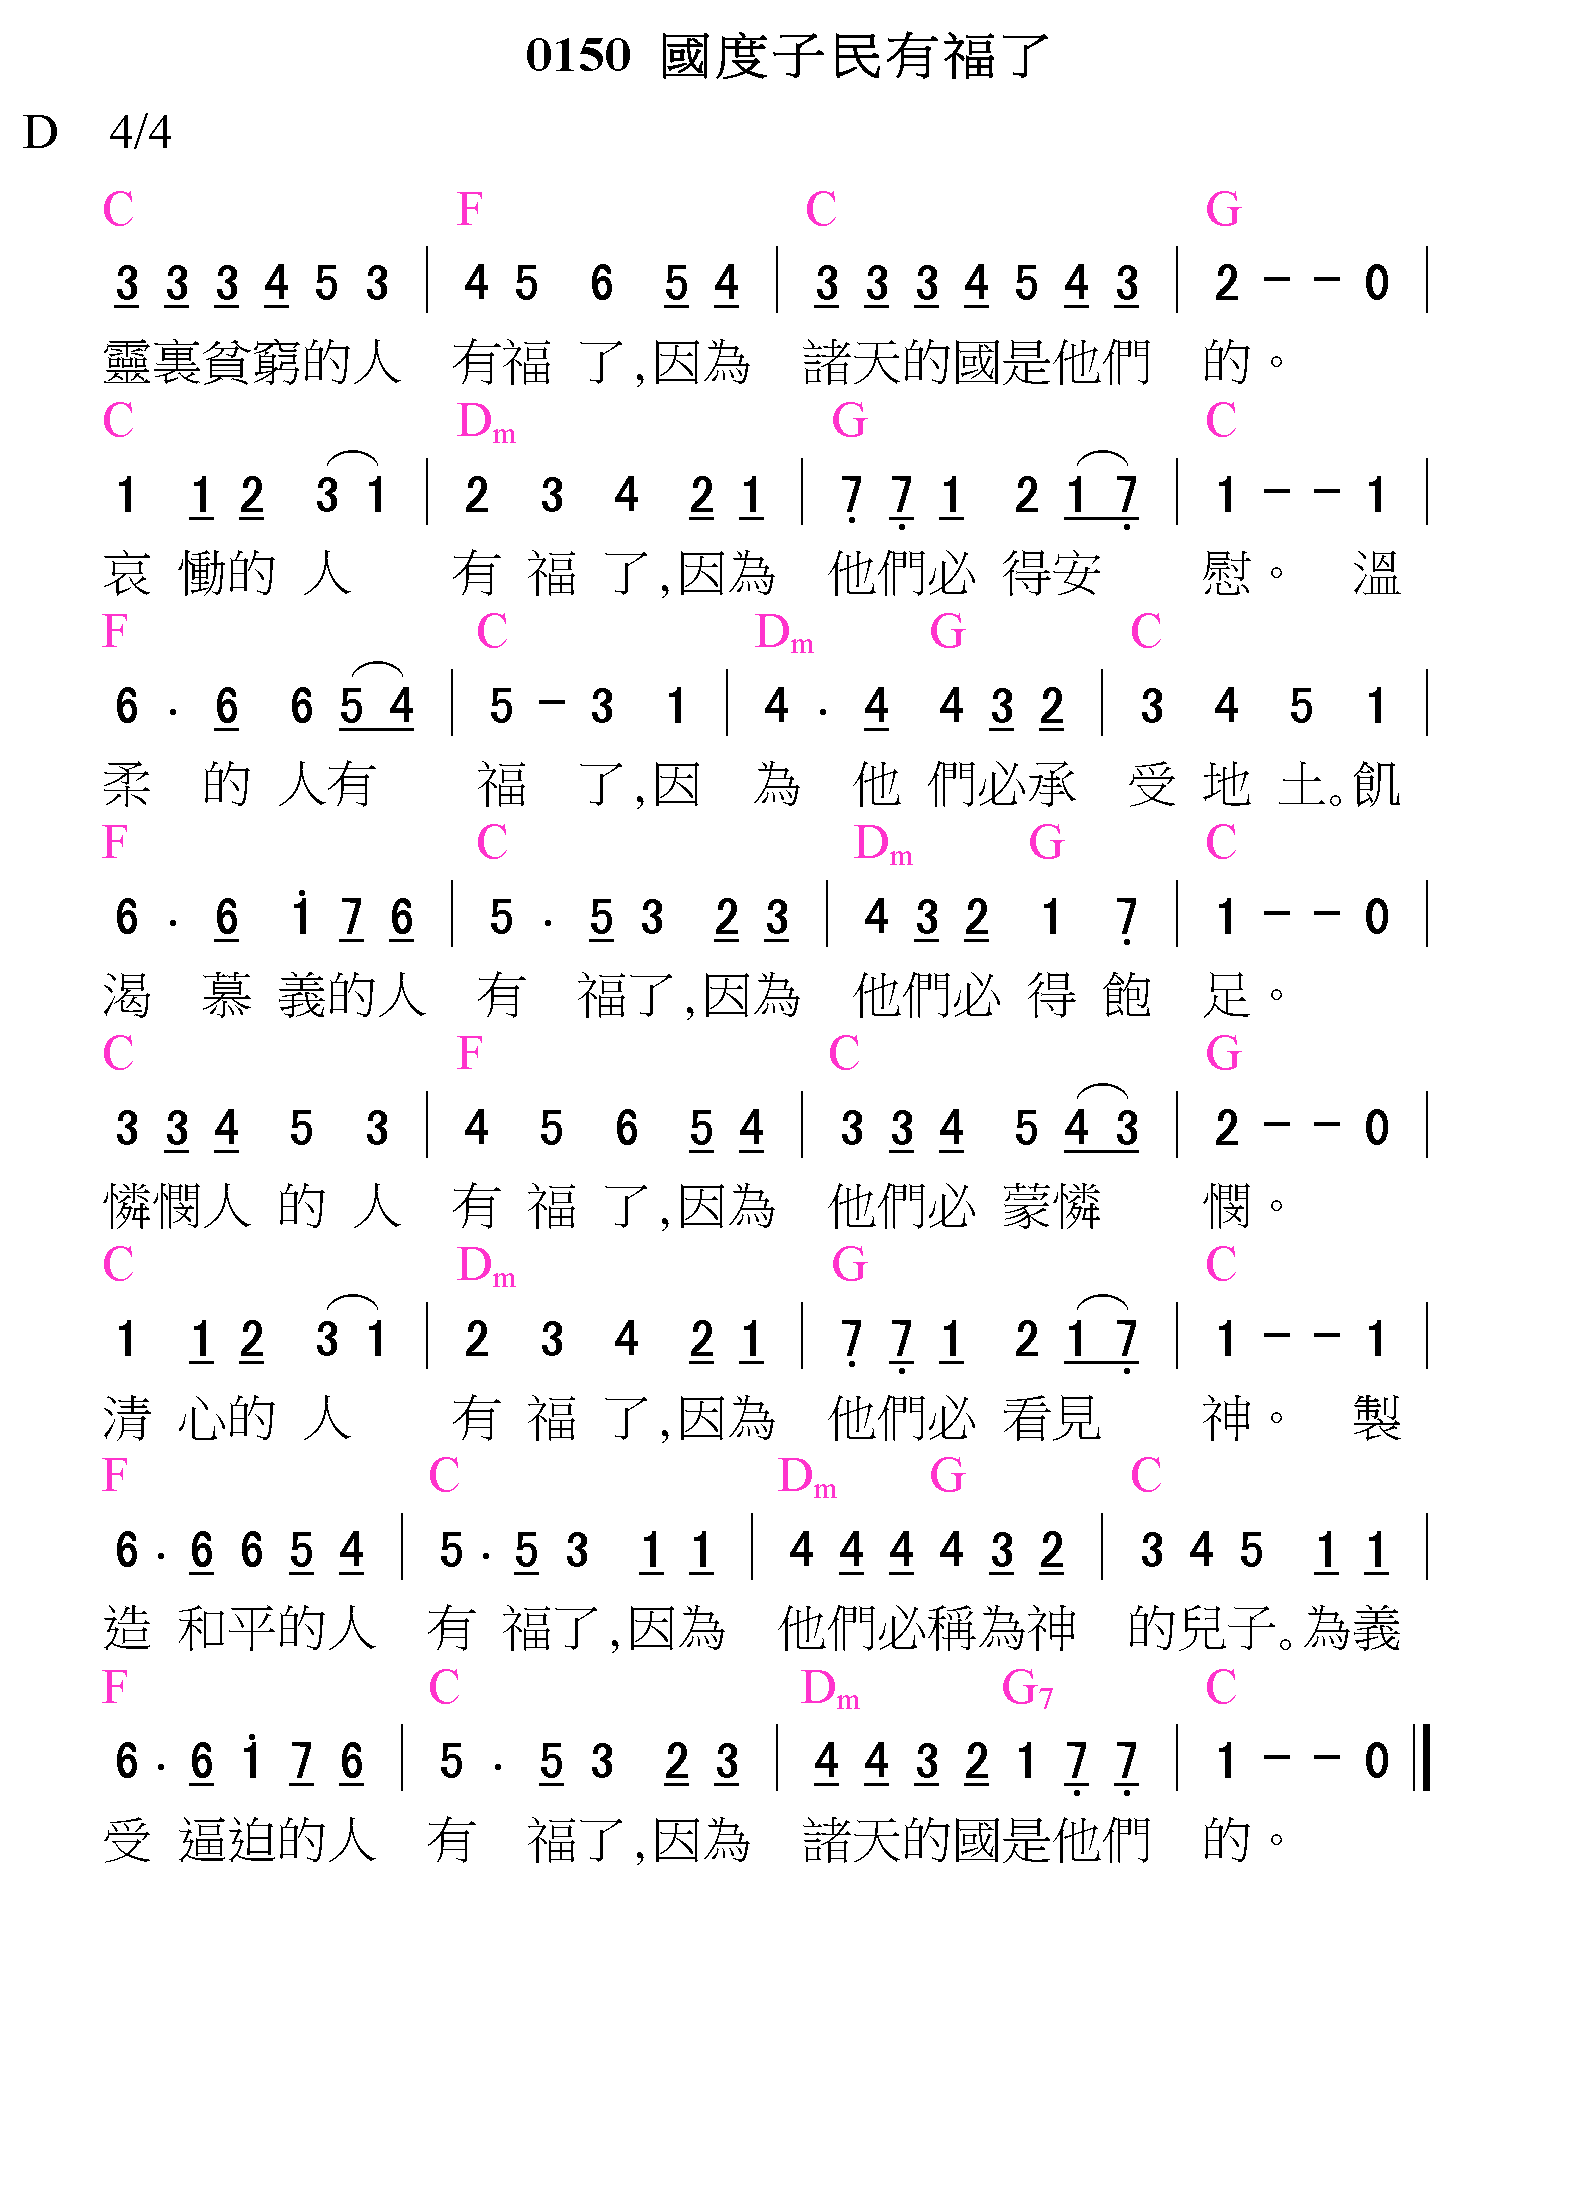 0150 國度子民有福了
D 4/4
C F C G
3 3 3 4 5 3 | 4 5 6 5 4 | 3 3 3 4 5 4 3 | 2 - - 0 |
靈裏貧窮的人 有福 了,因為 諸天的國是他們 的。
C Dm G C
1 1 2 3 1 | 2 3 4 2 1 | 7 7 1 2 1 7 | 1 - - 1 |
哀 慟的 人 有 福 了,因為 他們必 得安 慰。 溫
F C Dm G C
6 . 6 6 5 4 | 5 - 3 1 | 4 . 4 4 3 2 | 3 4 5 1 |
柔 的 人有 福 了,因 為 他 們必承 受 地 土。飢
F C Dm G C
6 . 6 1 7 6 | 5 . 5 3 2 3 | 4 3 2 1 7 | 1 - - 0 |
渴 慕 義的人 有 福了,因為 他們必 得 飽 足。
C F C G
3 3 4 5 3 | 4 5 6 5 4 | 3 3 4 5 4 3 | 2 - - 0 |
憐憫人 的 人 有 福 了,因為 他們必 蒙憐 憫。
C Dm G C
1 1 2 3 1 | 2 3 4 2 1 | 7 7 1 2 1 7 | 1 - - 1 |
清 心的 人 有 福 了,因為 他們必 看見 神。 製
F C Dm G C
6 . 6 6 5 4 | 5 . 5 3 1 1 | 4 4 4 4 3 2 | 3 4 5 1 1 |
造 和平的人 有 福了,因為 他們必稱為神 的兒子。為義
F C Dm G7 C
6 . 6 1 7 6 | 5 . 5 3 2 3 | 4 4 3 2 1 7 7 | 1 - - 0 ||
受 逼迫的人 有 福了,因為 諸天的國是他們 的。